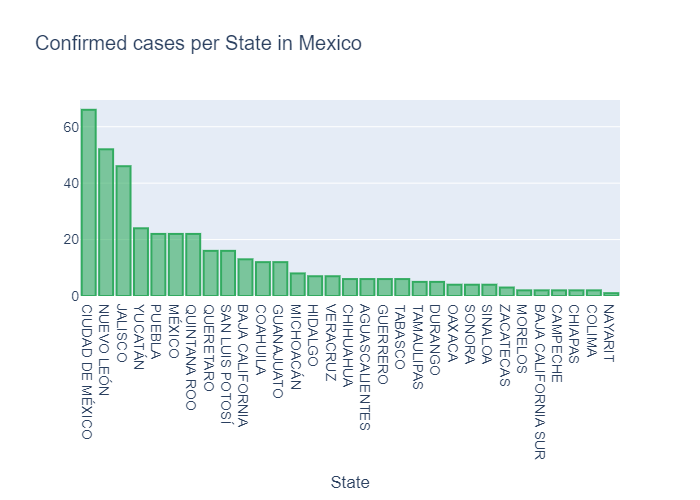 Confirmed cases per State in Mexico
60
40
20
0
CIUDAD DE MÉXICO
NUEVO LEÓN
JALISCO
YUCATÁN
PUEBLA
MÉXICO
QUINTANA ROO
QUERETARO
SAN LUIS POTOSÍ
BAJA CALIFORNIA
COAHUILA
GUANAJUATO
MICHOACÁN
HIDALGO
VERACRUZ
CHIHUAHUA
AGUASCALIENTES
GUERRERO
TABASCO
TAMAULIPAS
DURANGO
OAXACA
SONORA
SINALOA
ZACATECAS
MORELOS
BAJA CALIFORNIA SUR
CAMPECHE
CHIAPAS
COLIMA
NAYARIT
State